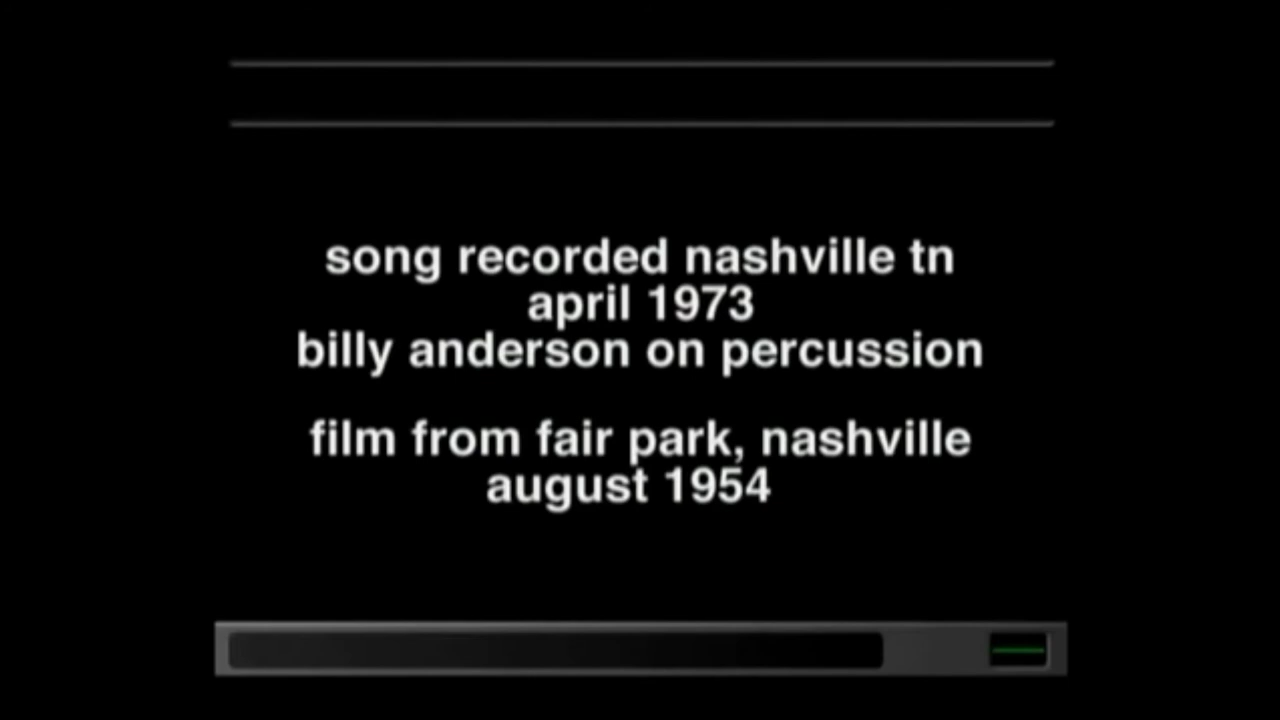 song recorded nashville tn
april 1973
billy anderson on percussion
film from fair park, nashville
august 1954